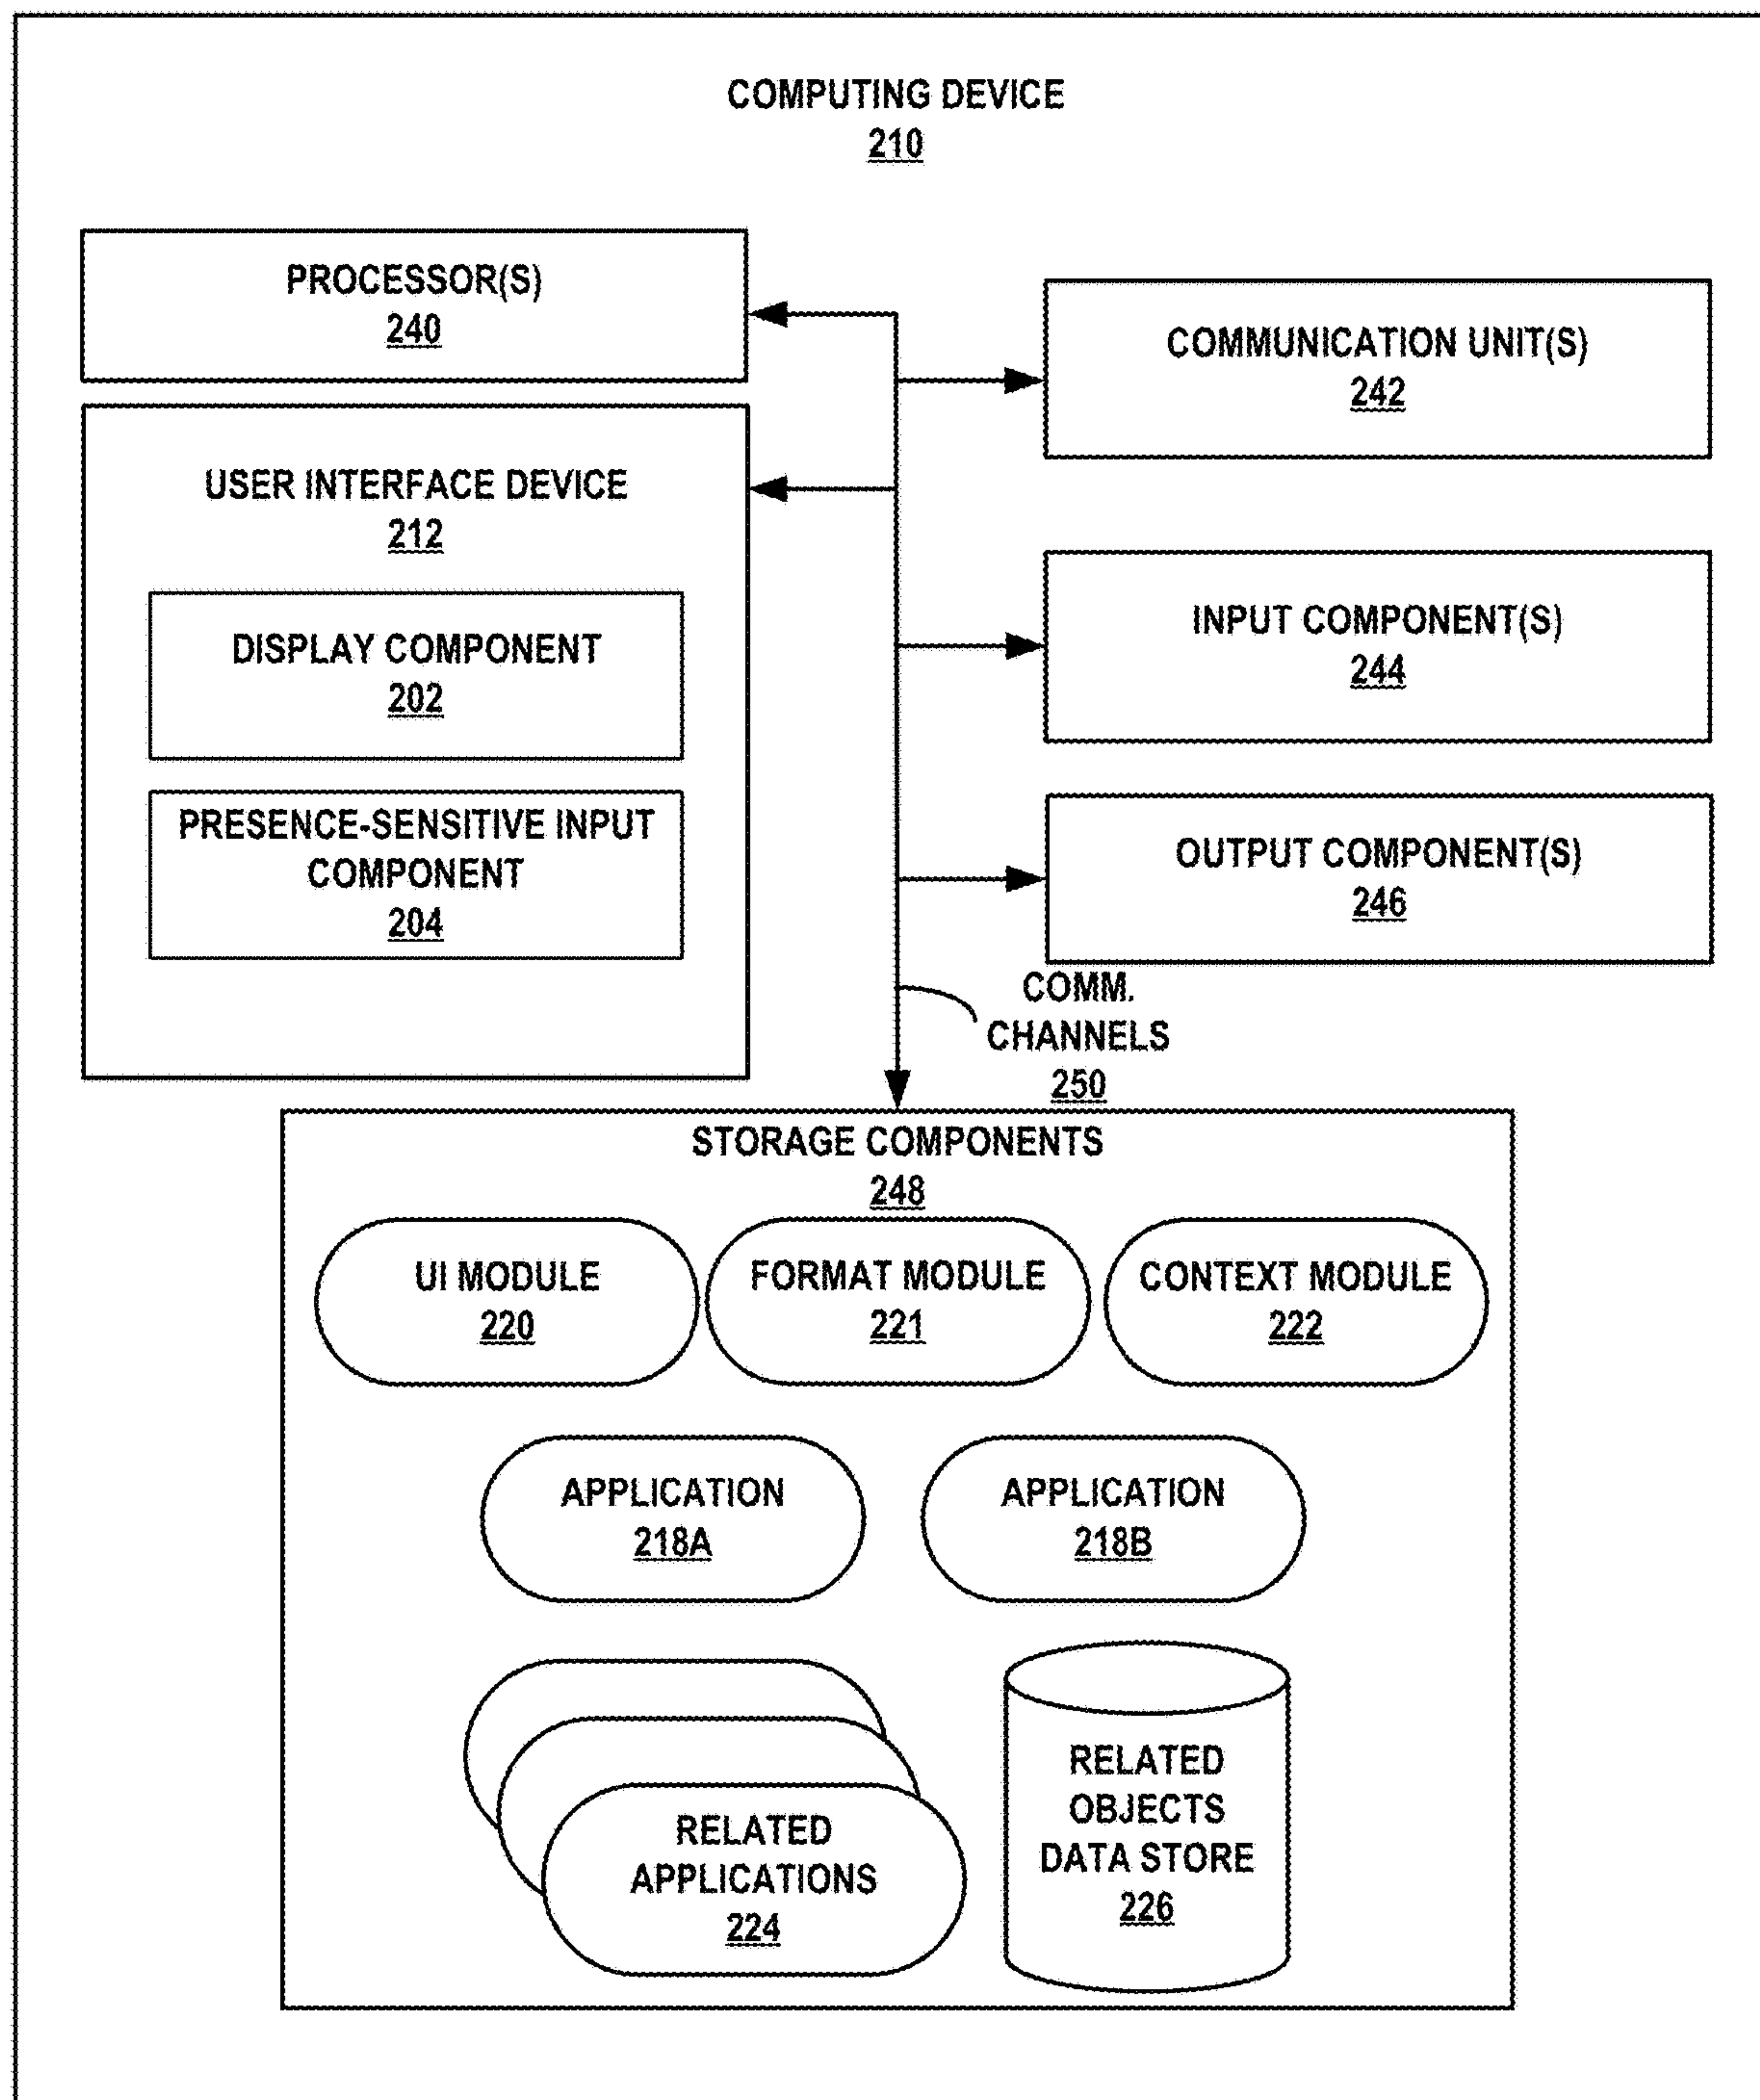 COMPUTING DEVICE
210
PROCESSOR(S)
240
COMMUNICATION UNIT(S)
242
USER INTERFACE DEVICE
212
DISPLAY COMPONENT
202
PRESENCE-SENSITIVE INPUT
COMPONENT
204
INPUT COMPONENT(S)
244
OUTPUT COMPONENT(S)
246
COMM.
CHANNELS
250
STORAGE COMPONENTS
248
UI MODULE
220
FORMAT MODULE
221
CONTEXT MODULE
222
APPLICATION
218A
APPLICATION
218B
RELATED
APPLICATIONS
224
RELATED
OBJECTS
DATA STORE
226